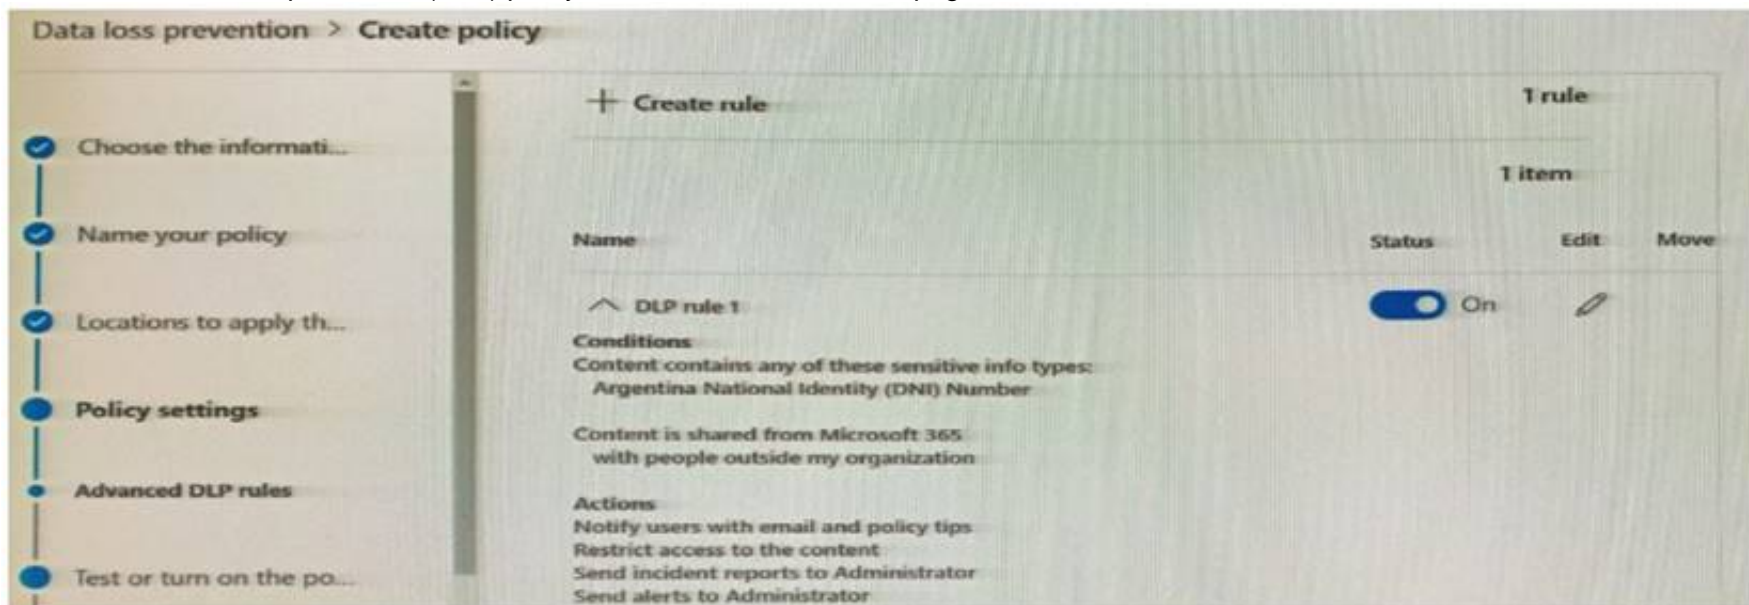 Data loss prevention > Create policy
+ Create rule
1 rule
Choose the informati...
1 item
Name your policy
Name
Status
Edit
Move
DLP rule 1
On
Locations to apply th...
Conditions
Content contains any of these sensitive info types:
Argentina National Identity (DNI) Number
Policy settings
Content is shared from Microsoft 365
with people outside my organization
Advanced DLP rules
Actions
Notify users with email and policy tips
Restrict access to the content
Test or turn on the po...
Send incident reports to Administrator
Send alerts to Administrator